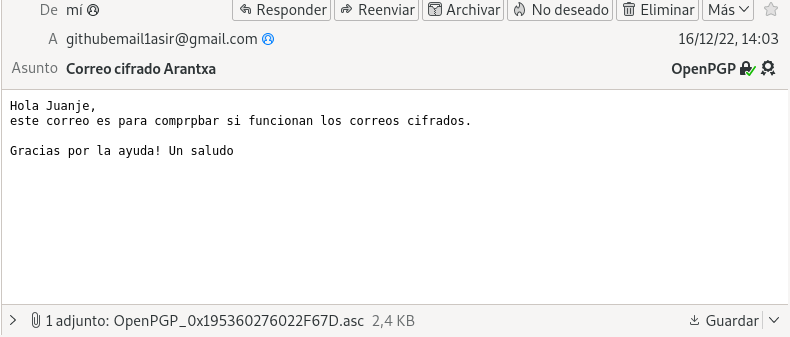 De mí Responder Reenviar Archivar No deseado Eliminar Más
A githubemail1asir@gmail.com 16/12/22, 14:03
Asunto Correo cifrado Arantxa OpenPGP
Hola Juanje,
este correo es para comprpbar si funcionan los correos cifrados.
Gracias por la ayuda! Un saludo
1 adjunto: OpenPGP_0x195360276022F67D.asc 2,4 KB Guardar